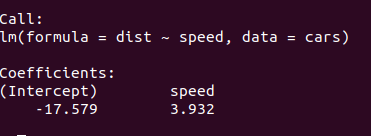 Call:
lm(formula = dist ~ speed, data = cars)
Coefficients:
(Intercept)        speed
    -17.579        3.932